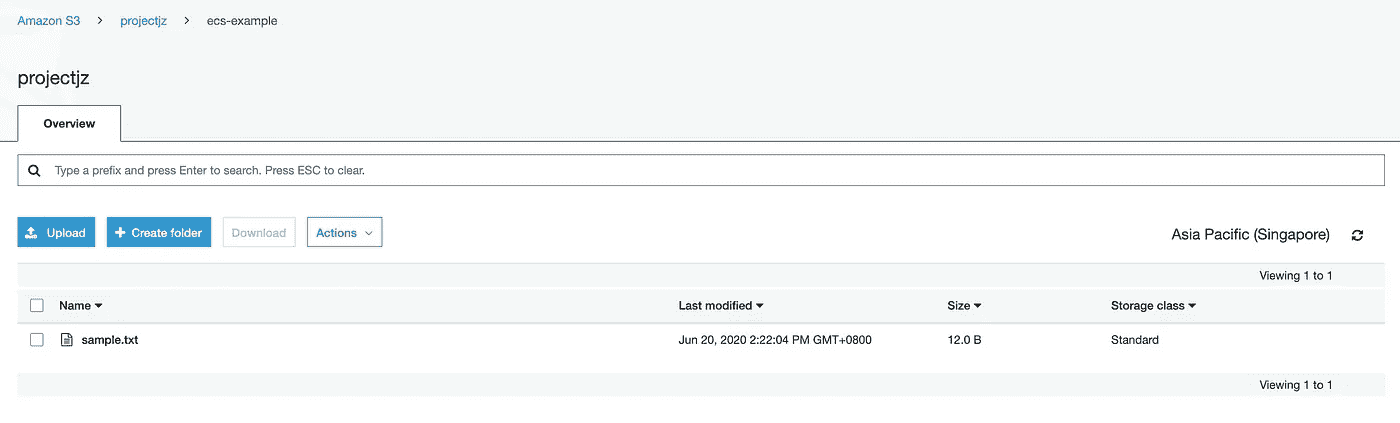 Amazon S3 > projectjz > ecs-example
projectjz
Overview
Type a prefix and press Enter to search. Press ESC to clear.
Upload Create folder Download Actions Asia Pacific (Singapore)
Viewing 1 to 1
Name Last modified Size Storage class
sample.txt Jun 20, 2020 2:22:04 PM GMT+0800 12.0 B Standard
Viewing 1 to 1